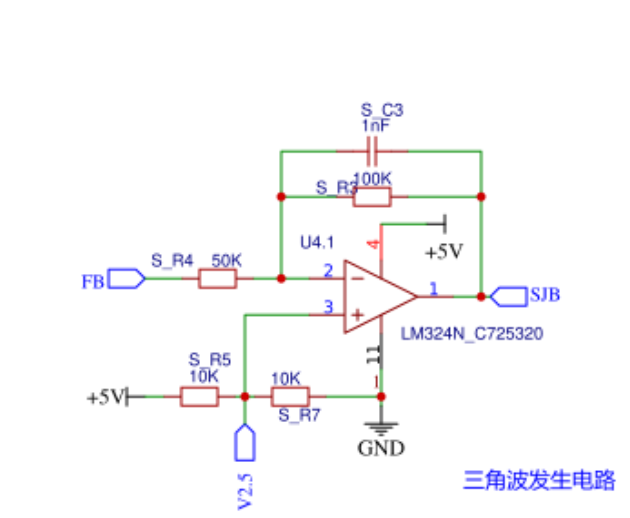 S_C3
1nF
100K
S_R3
U4.1
4
+5V
S_R4 50K
FB
2
1
SJB
3
LM324N_C725320
11
S_R5
10K
10K
1
+5V
S_R7
GND
V2.5
三角波发生电路